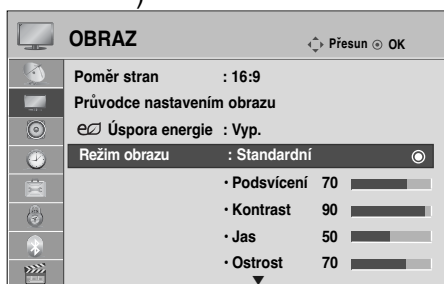 OBRAZ Přesun OK
Poměr stran : 16:9
Průvodce nastavením obrazu
Úspora energie : Vyp.
Režim obrazu : Standardní
• Podsvícení 70
• Kontrast 90
• Jas 50
• Ostrost 70